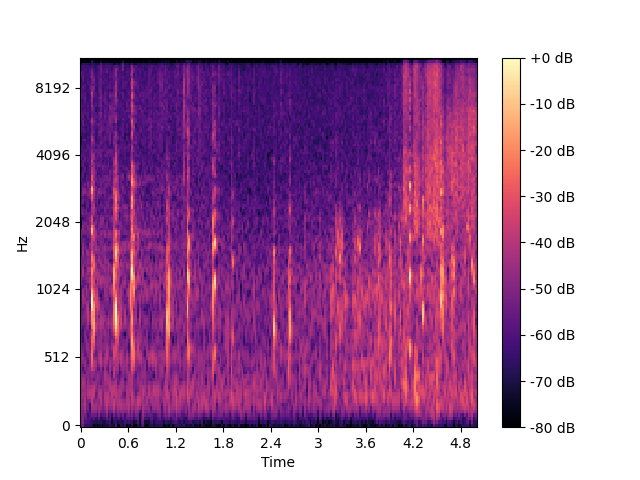 +0 dB
8192
-10 dB
4096
-20 dB
-30 dB
2048
Hz
-40 dB
1024
-50 dB
-60 dB
512
-70 dB
0
-80 dB
0 0.6 1.2 1.8 2.4 3 3.6 4.2 4.8
Time